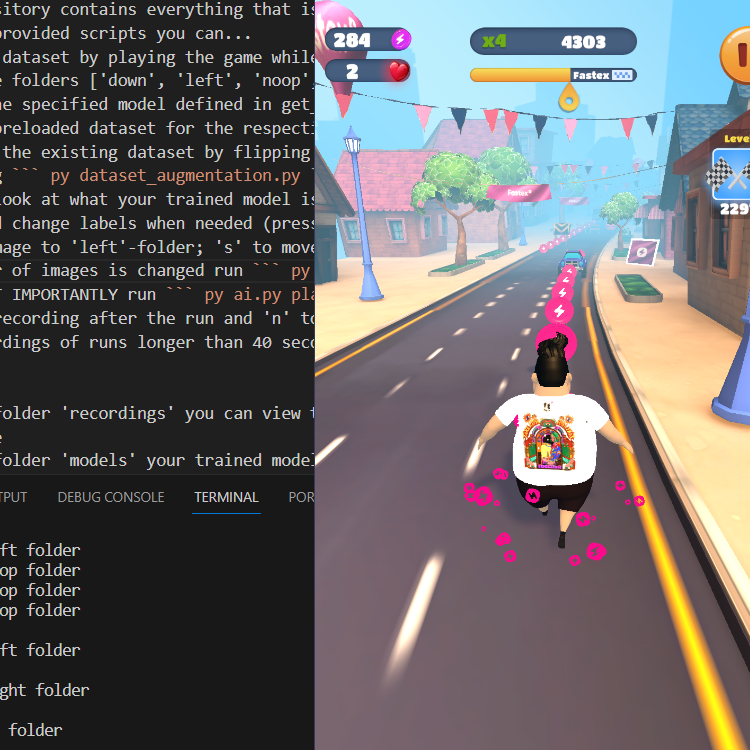 sitory contains everything that is
provided scripts you can...
dataset by playing the game while
e folders ['down', 'left', 'noop'
he specified model defined in get_
preloaded dataset for the respecti
the existing dataset by flipping
g ``` py dataset_augmentation.py
look at what your trained model is
d change labels when needed (press
mage to 'left'-folder; 's' to move
r of images is changed run ``` py
T IMPORTANTLY run ``` py ai.py pla
recording after the run and 'n' to
rdings of runs longer than 40 seco
folder 'recordings' you can view t
e
folder 'models' your trained model
TPUT DEBUG CONSOLE TERMINAL POR
ft folder
op folder
op folder
op folder
ft folder
ght folder
folder
284
2
x4 4303
Fastex
Fastex
Leve
229